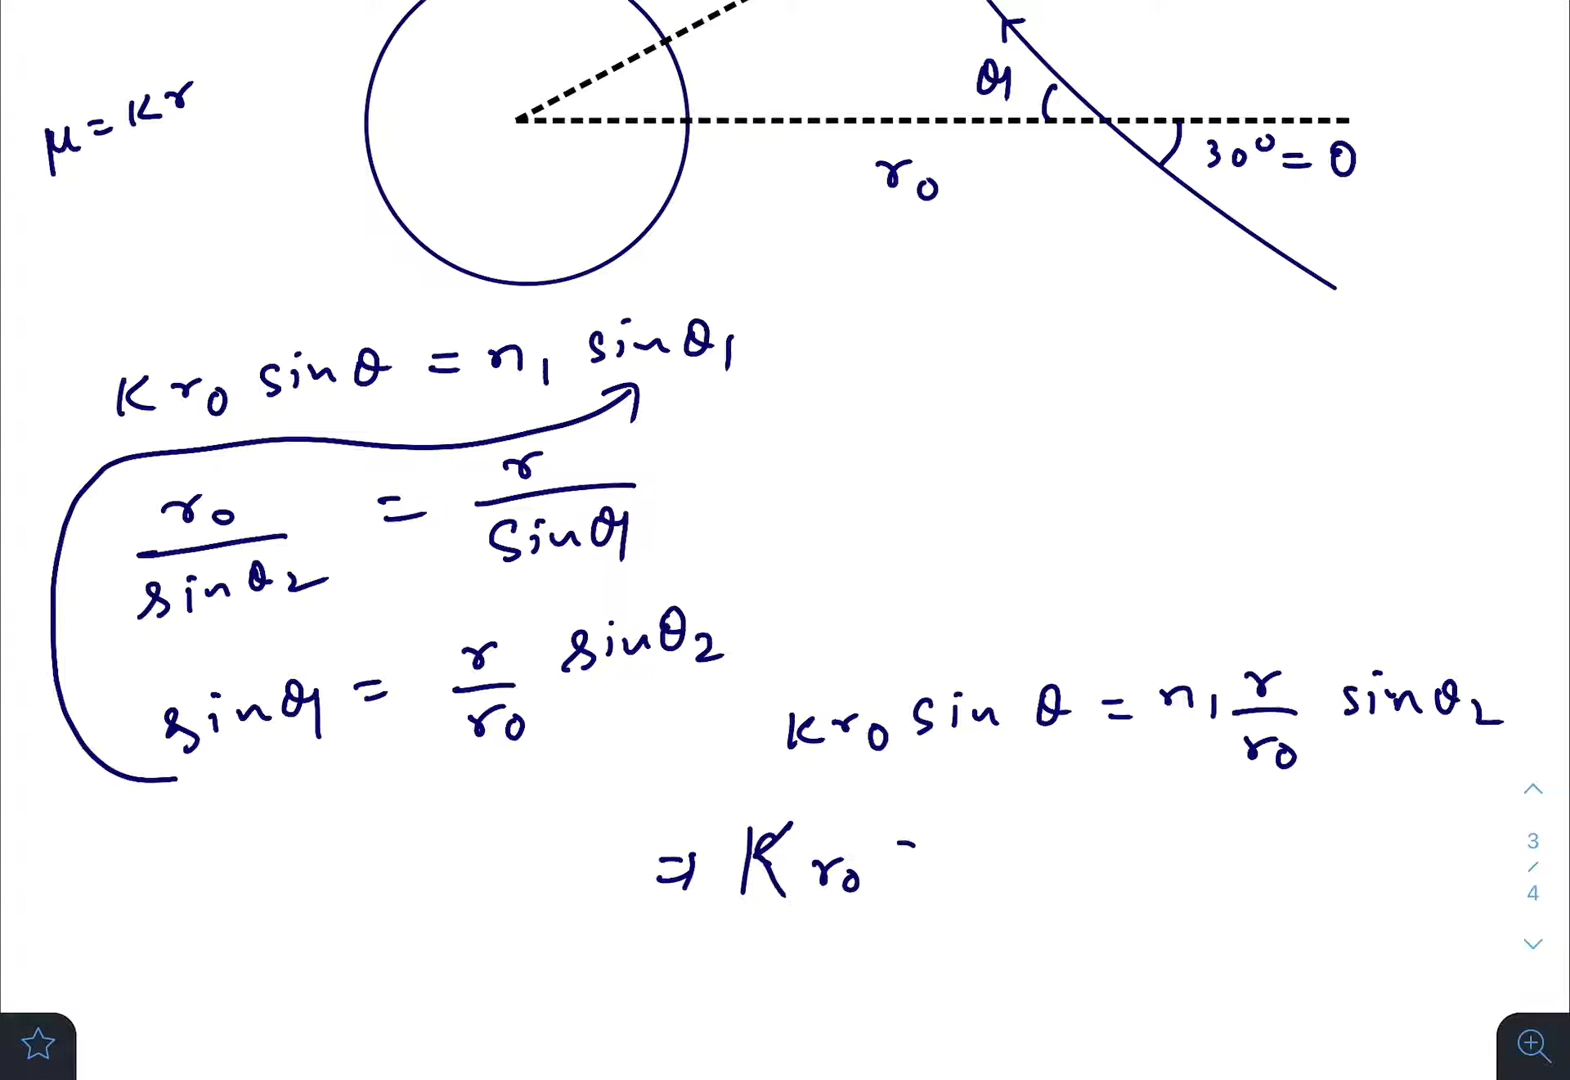 μ = Kr
θ1
r0
30° = θ
K r0 sin θ = n1 sin θ1
r0 / sin θ2 = r / sin θ1
sin θ1 = r / r0 sin θ2
K r0 sin θ = n1 r / r0 sin θ2
⇒ K r0 -
3 / 4